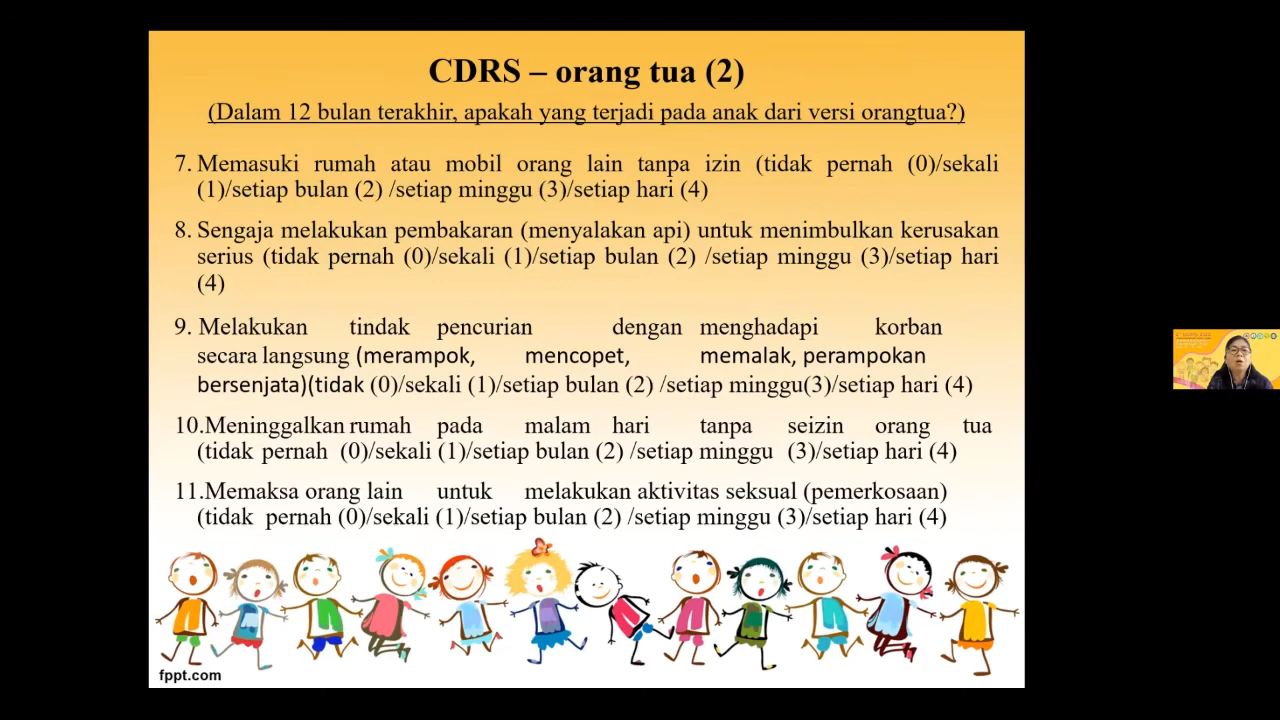 CDRS – orang tua (2)
(Dalam 12 bulan terakhir, apakah yang terjadi pada anak dari versi orangtua?)
7. Memasuki rumah atau mobil orang lain tanpa izin (tidak pernah (0)/sekali
(1)/setiap bulan (2) /setiap minggu (3)/setiap hari (4)
8. Sengaja melakukan pembakaran (menyalakan api) untuk menimbulkan kerusakan
serius (tidak pernah (0)/sekali (1)/setiap bulan (2) /setiap minggu (3)/setiap hari
(4)
9. Melakukan tindak pencurian dengan menghadapi korban
secara langsung (merampok, mencopet, memalak, perampokan
bersenjata)(tidak (0)/sekali (1)/setiap bulan (2) /setiap minggu(3)/setiap hari (4)
10.Meninggalkan rumah pada malam hari tanpa seizin orang tua
(tidak pernah (0)/sekali (1)/setiap bulan (2) /setiap minggu (3)/setiap hari (4)
11.Memaksa orang lain untuk melakukan aktivitas seksual (pemerkosaan)
(tidak pernah (0)/sekali (1)/setiap bulan (2) /setiap minggu (3)/setiap hari (4)
fppt.com